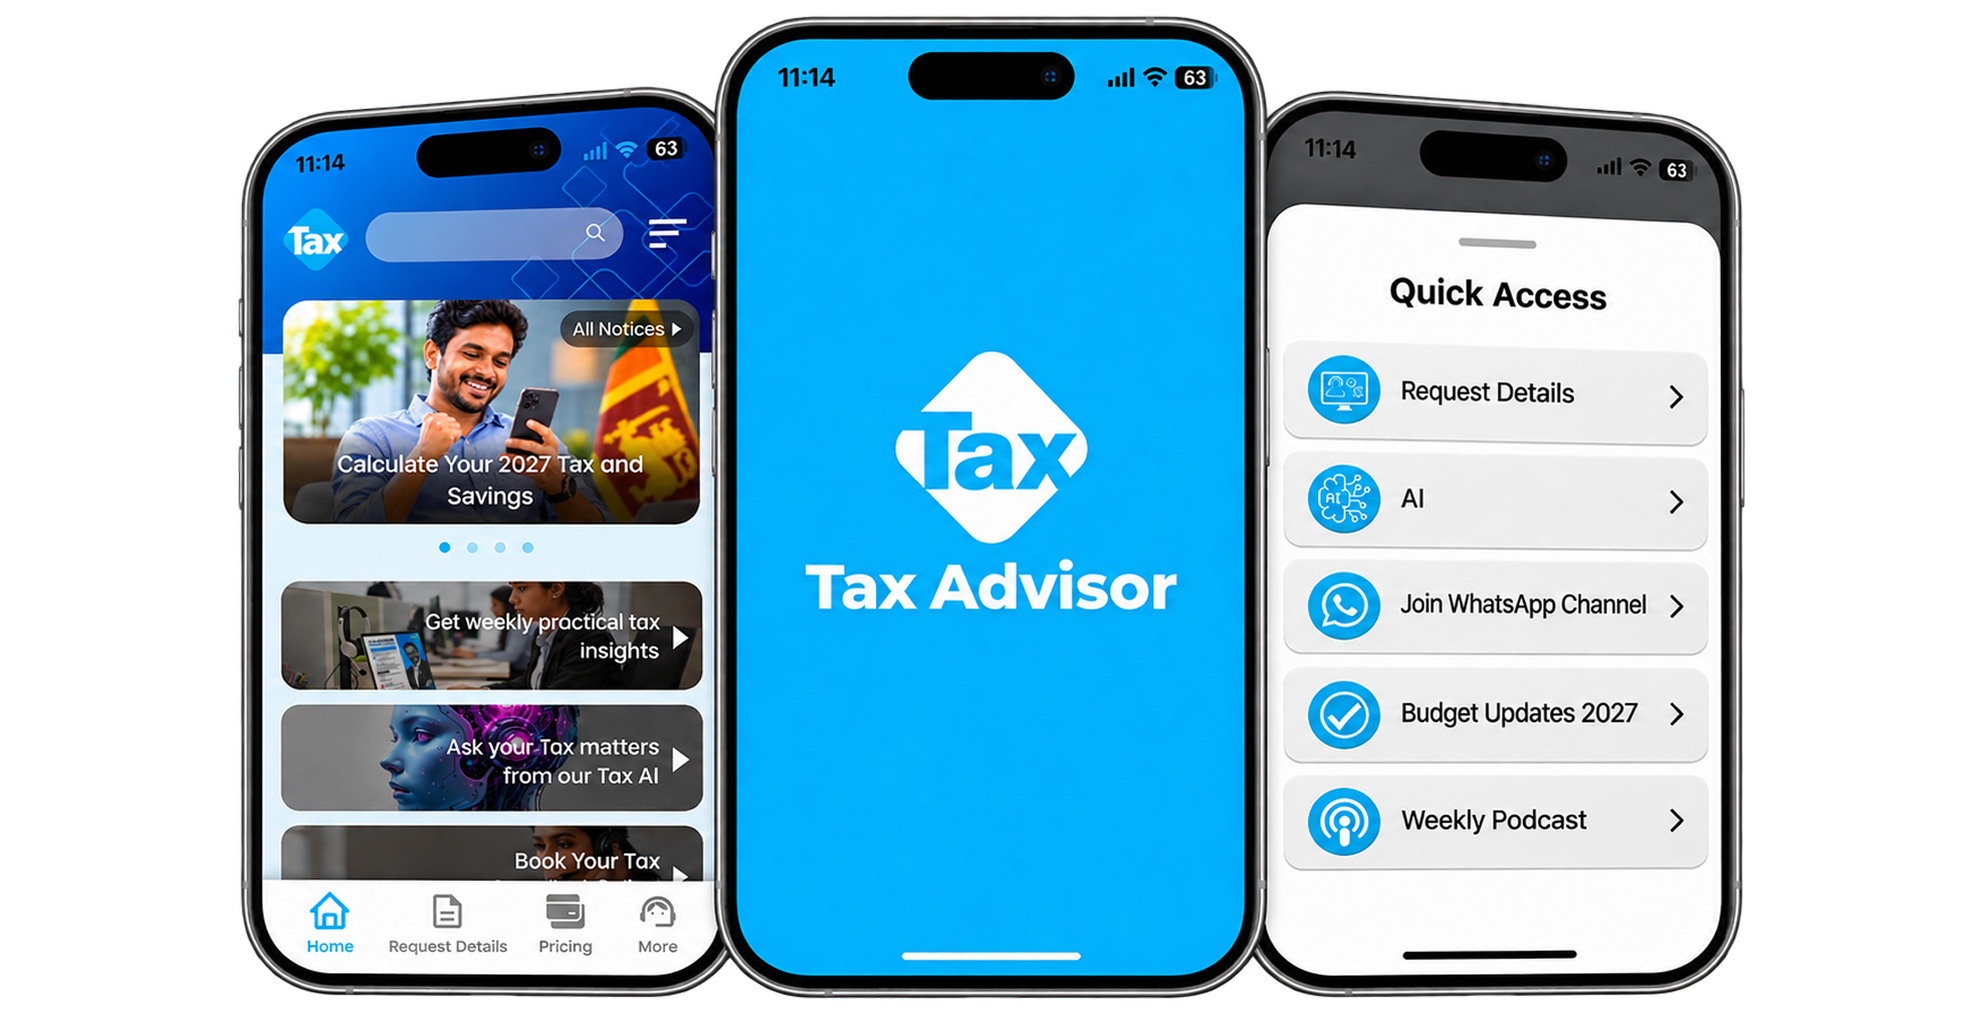 11:14
63
Tax
All Notices
Calculate Your 2027 Tax and
Savings
Get weekly practical tax
insights
Ask your Tax matters
from our Tax AI
Book Your Tax
Home
Request Details
Pricing
More
11:14
63
Tax
Tax Advisor
11:14
63
Quick Access
Request Details
AI
AI
Join WhatsApp Channel
Budget Updates 2027
Weekly Podcast